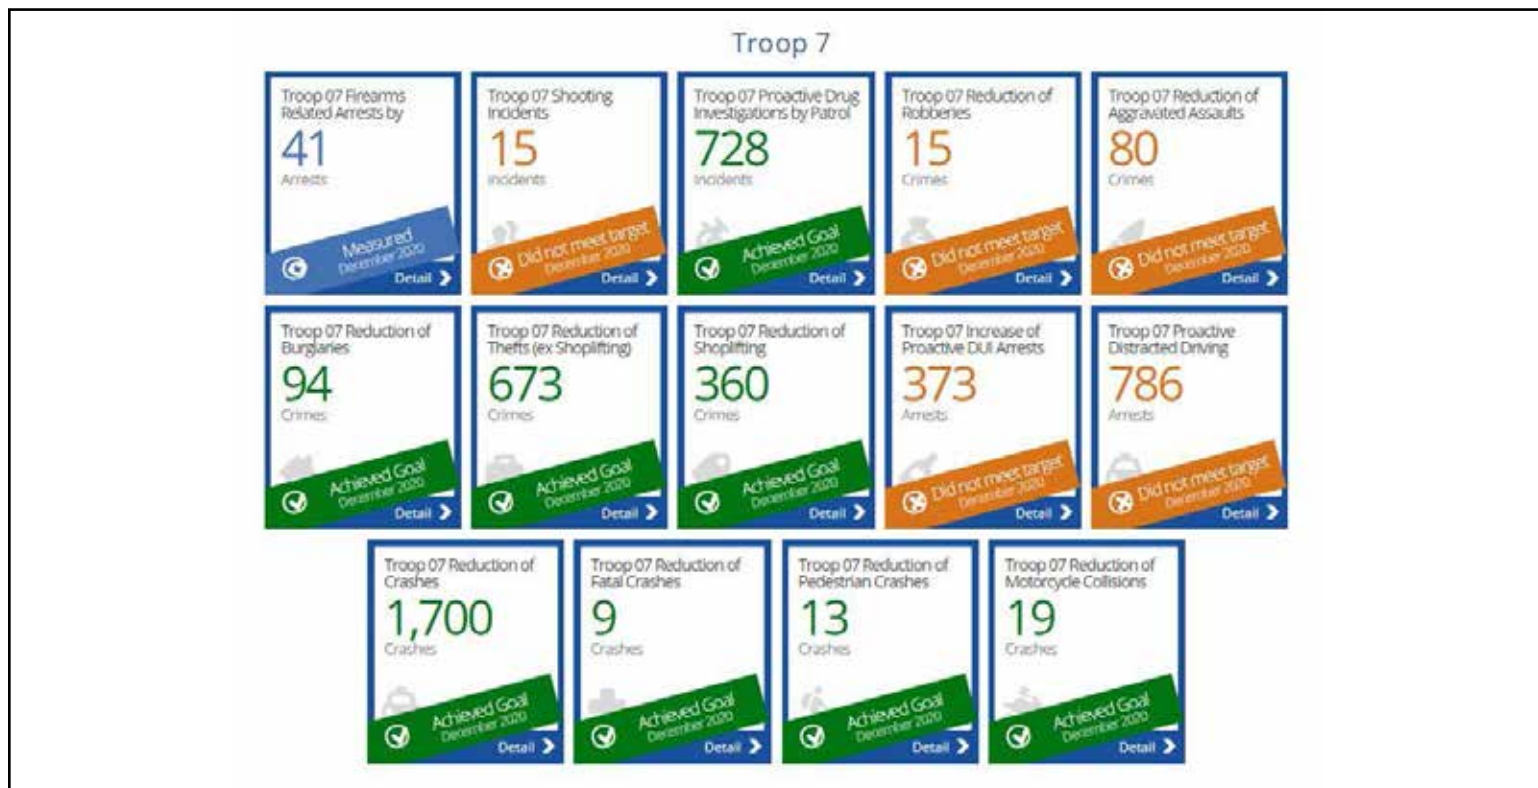 Troop 7
Troop 07 Firearms
Related Arrests by
41
Arrests
Measured
December 2020
Detail
Troop 07 Shooting
Incidents
15
Incidents
Did not meet target
December 2020
Detail
Troop 07 Proactive Drug
Investigations by Patrol
728
Incidents
Achieved Goal
December 2020
Detail
Troop 07 Reduction of
Robberies
15
Crimes
Did not meet target
December 2020
Detail
Troop 07 Reduction of
Aggravated Assaults
80
Crimes
Did not meet target
December 2020
Detail
Troop 07 Reduction of
Burglaries
94
Crimes
Achieved Goal
December 2020
Detail
Troop 07 Reduction of
Thefts (ex Shoplifting)
673
Crimes
Achieved Goal
December 2020
Detail
Troop 07 Reduction of
Shoplifting
360
Crimes
Achieved Goal
December 2020
Detail
Troop 07 Increase of
Proactive DUI Arrests
373
Arrests
Did not meet target
December 2020
Detail
Troop 07 Proactive
Distracted Driving
786
Arrests
Did not meet target
December 2020
Detail
Troop 07 Reduction of
Crashes
1,700
Crashes
Achieved Goal
December 2020
Detail
Troop 07 Reduction of
Fatal Crashes
9
Crashes
Achieved Goal
December 2020
Detail
Troop 07 Reduction of
Pedestrian Crashes
13
Crashes
Achieved Goal
December 2020
Detail
Troop 07 Reduction of
Motorcycle Collisions
19
Crashes
Achieved Goal
December 2020
Detail